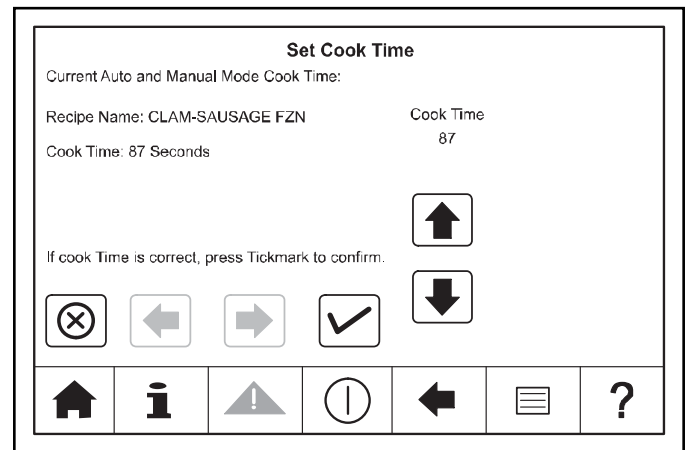 Set Cook Time
Current Auto and Manual Mode Cook Time:
Recipe Name: CLAM-SAUSAGE FZN
Cook Time
87
Cook Time: 87 Seconds
If cook Time is correct, press Tickmark to confirm.
i
!
?